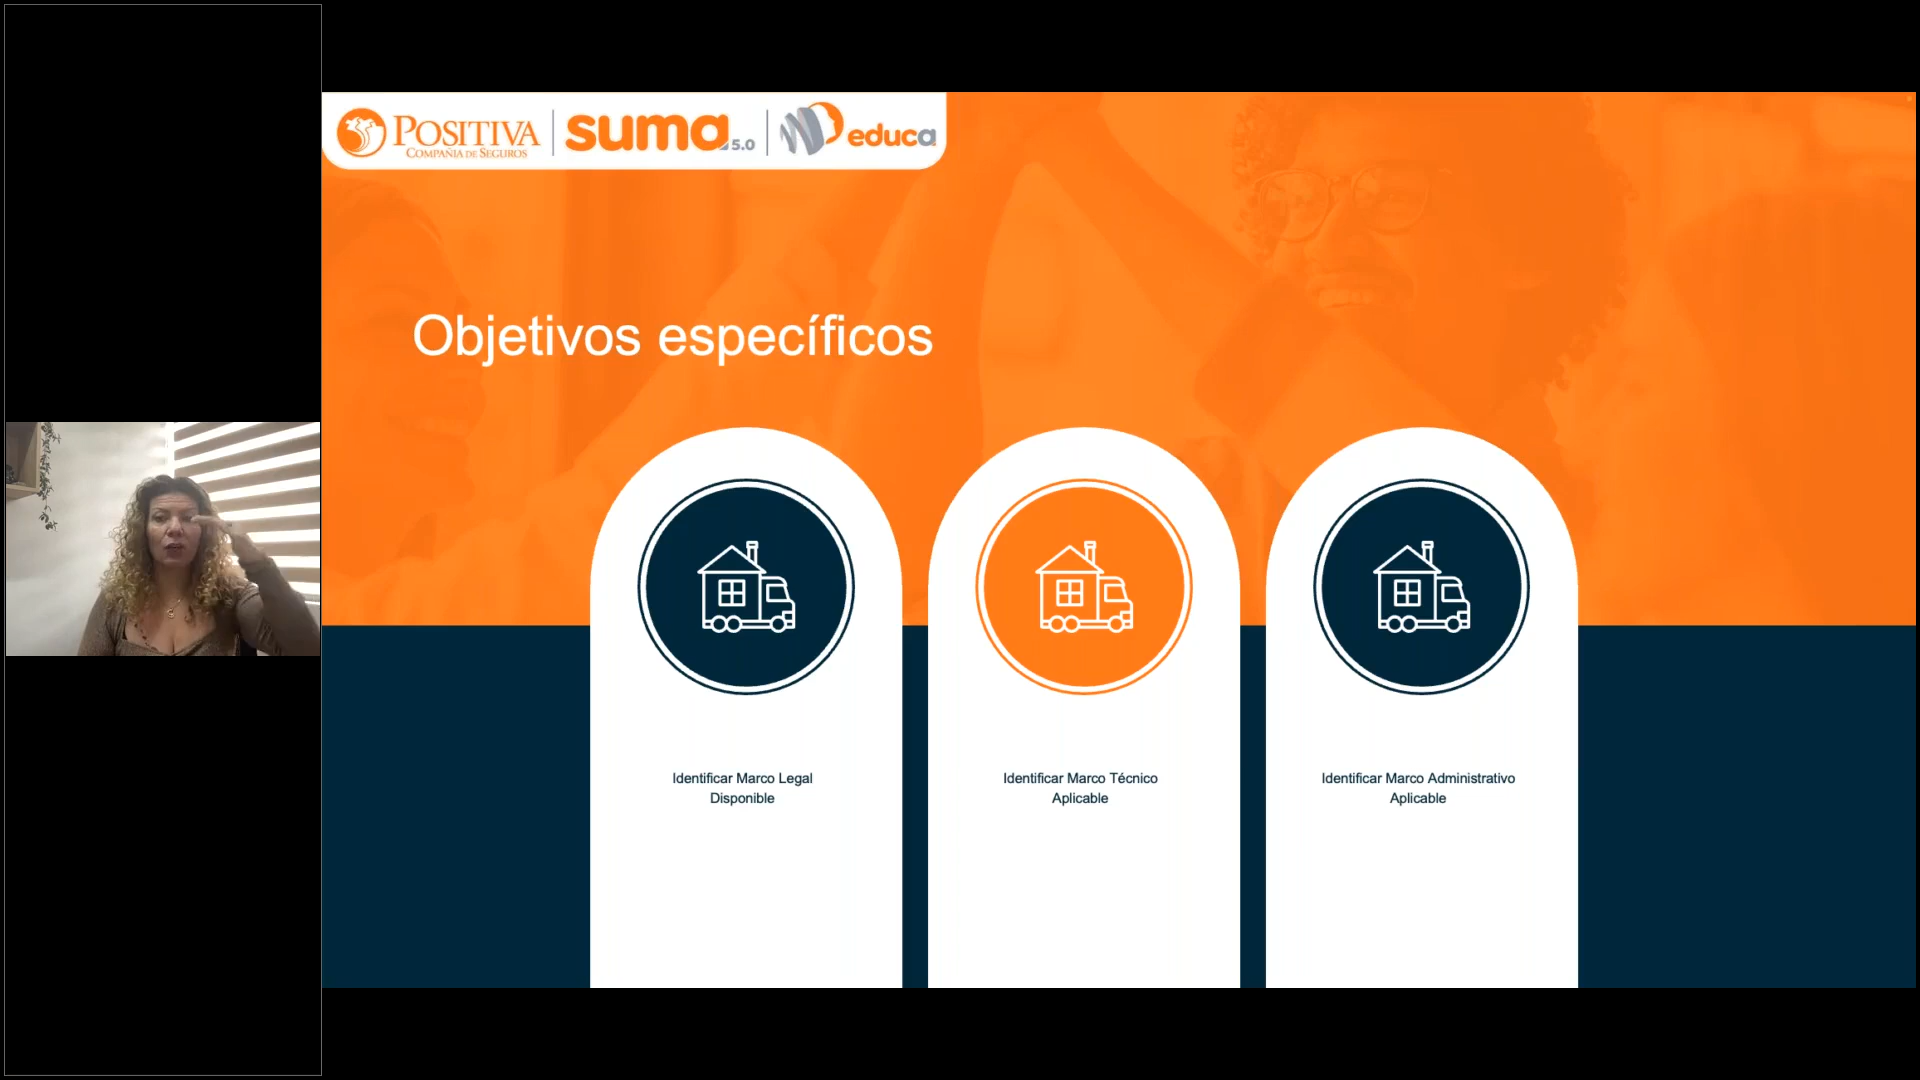 POSITIVA
COMPAÑIA DE SEGUROS
suma 5.0
educa
Objetivos específicos
Identificar Marco Legal
Disponible
Identificar Marco Técnico
Aplicable
Identificar Marco Administrativo
Aplicable